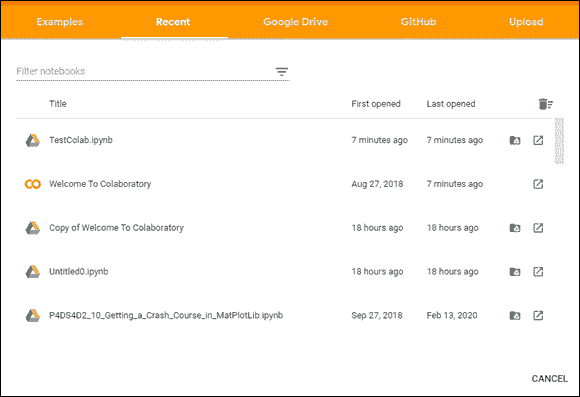 Examples Recent Google Drive GitHub Upload
Filter notebooks
Title First opened Last opened
TestColab.ipynb 7 minutes ago 7 minutes ago
Welcome To Colaboratory Aug 27, 2018 7 minutes ago
Copy of Welcome To Colaboratory 18 hours ago 18 hours ago
Untitled0.ipynb 18 hours ago 18 hours ago
P4DS4D2_10_Getting_a_Crash_Course_in_MatPlotLib.ipynb Sep 27, 2018 Feb 13, 2020
CANCEL